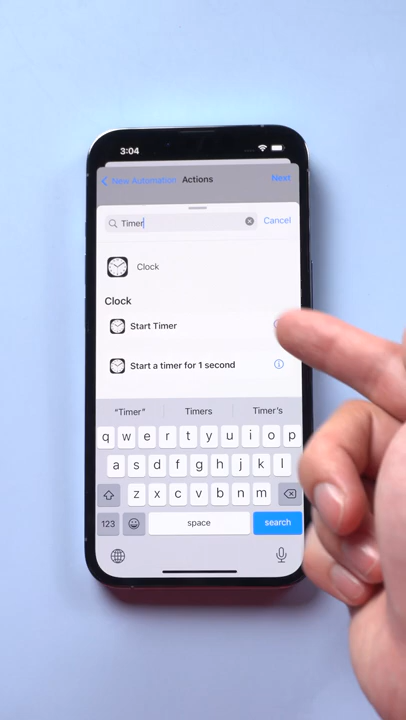 3:04
New Automation Actions Next
Timer Cancel
Clock
Clock
Start Timer
Start a timer for 1 second
“Timer” Timers Timer's
q w e r t y u i o p
a s d f g h j k l
z x c v b n m
123 space search